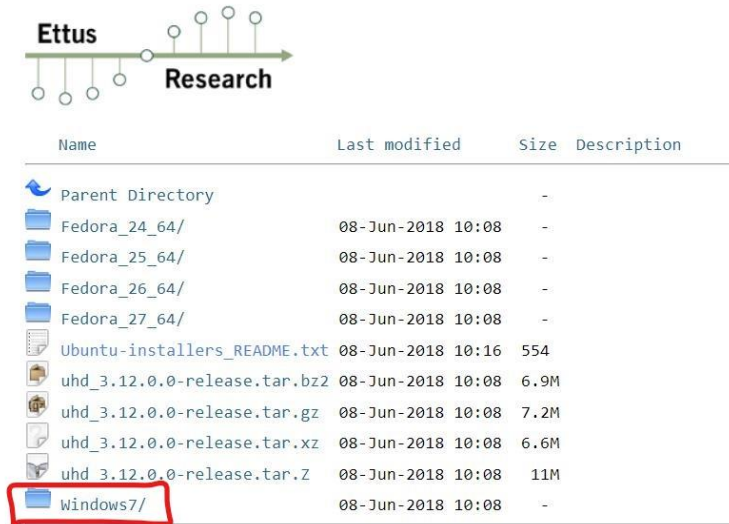 Ettus
Research
Name Last modified Size Description
Parent Directory -
Fedora_24_64/ 08-Jun-2018 10:08 -
Fedora_25_64/ 08-Jun-2018 10:08 -
Fedora_26_64/ 08-Jun-2018 10:08 -
Fedora_27_64/ 08-Jun-2018 10:08 -
Ubuntu-installers_README.txt 08-Jun-2018 10:16 554
uhd_3.12.0.0-release.tar.bz2 08-Jun-2018 10:08 6.9M
uhd_3.12.0.0-release.tar.gz 08-Jun-2018 10:08 7.2M
uhd_3.12.0.0-release.tar.xz 08-Jun-2018 10:08 6.6M
uhd_3.12.0.0-release.tar.Z 08-Jun-2018 10:08 11M
Windows7/ 08-Jun-2018 10:08 -